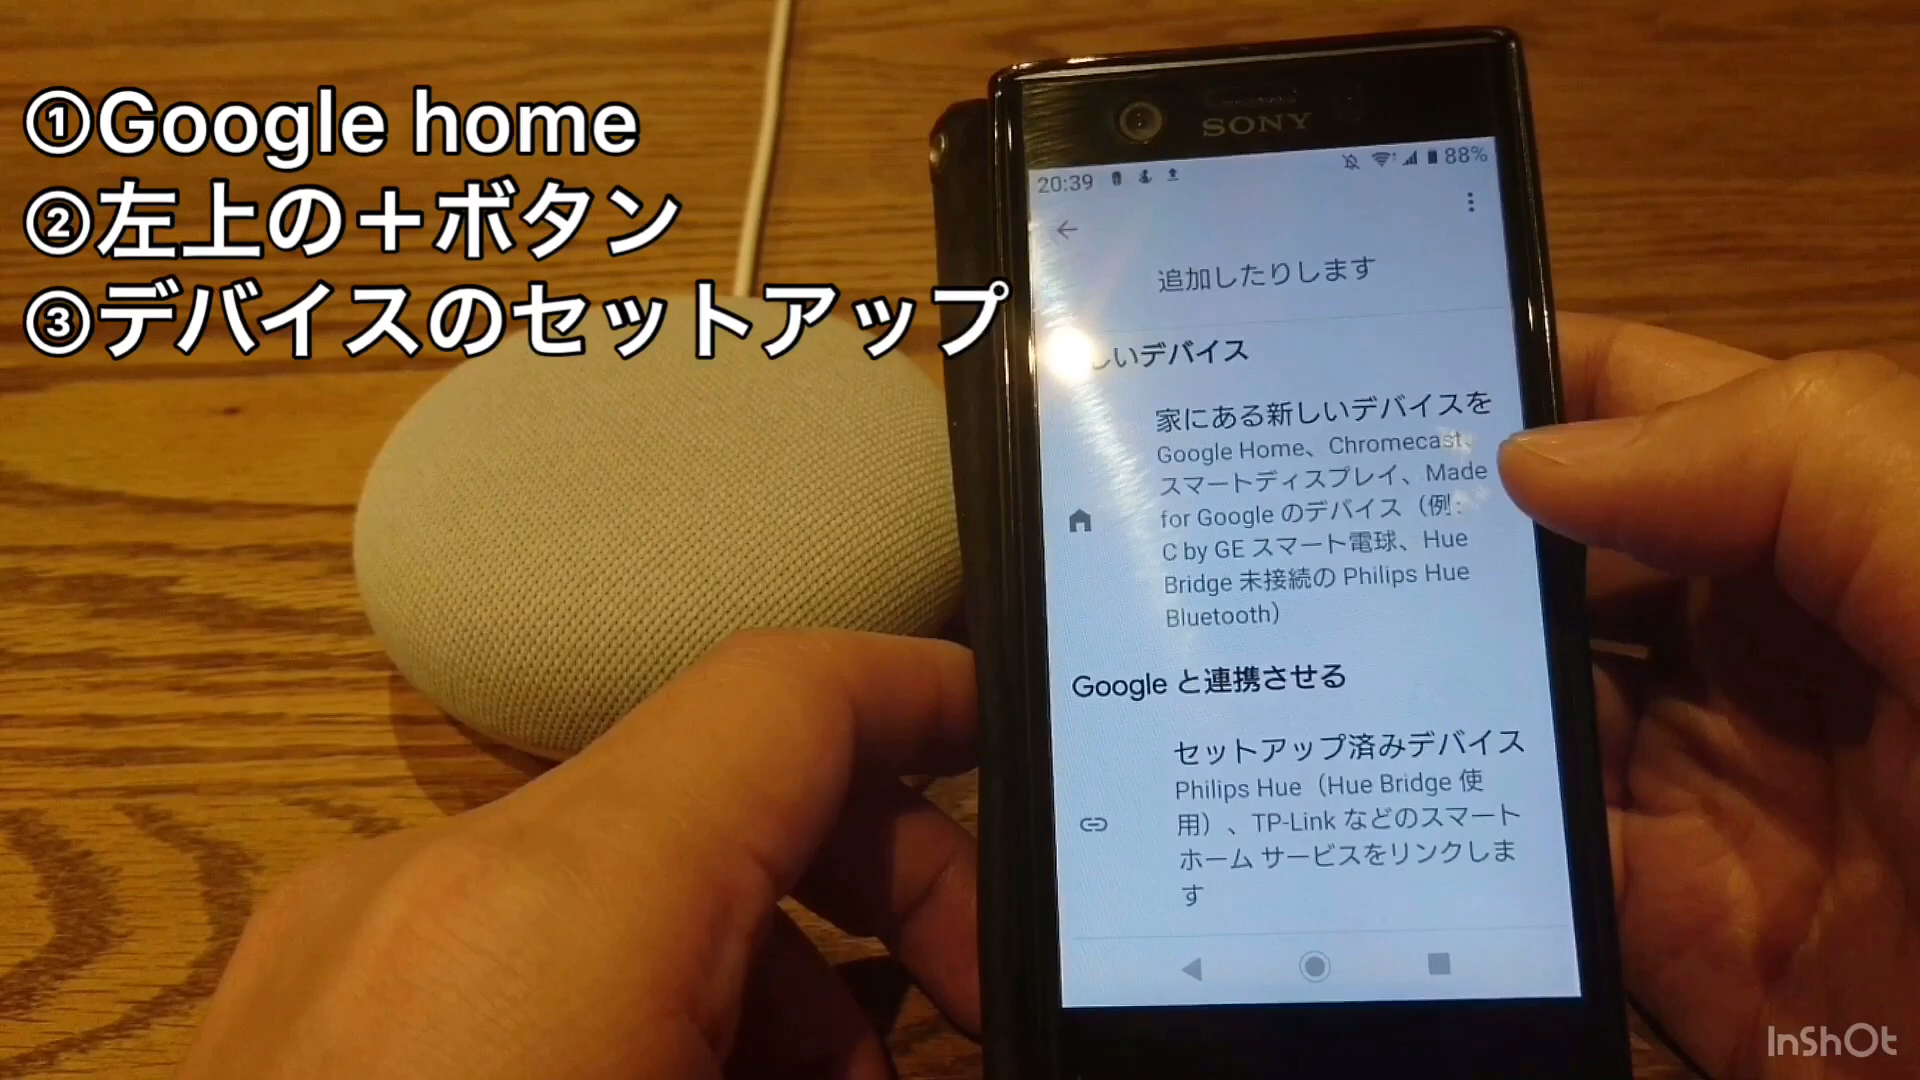 ①Google home
②左上の＋ボタン
③デバイスのセットアップ
SONY
20:39
88%
追加したりします
しいデバイス
家にある新しいデバイスを
Google Home、Chromecast、
スマートディスプレイ、Made
for Google のデバイス（例:
C by GE スマート電球、Hue
Bridge 未接続の Philips Hue
Bluetooth）
Google と連携させる
セットアップ済みデバイス
Philips Hue（Hue Bridge 使
用）、TP-Link などのスマート
ホーム サービスをリンクしま
す
InShOt